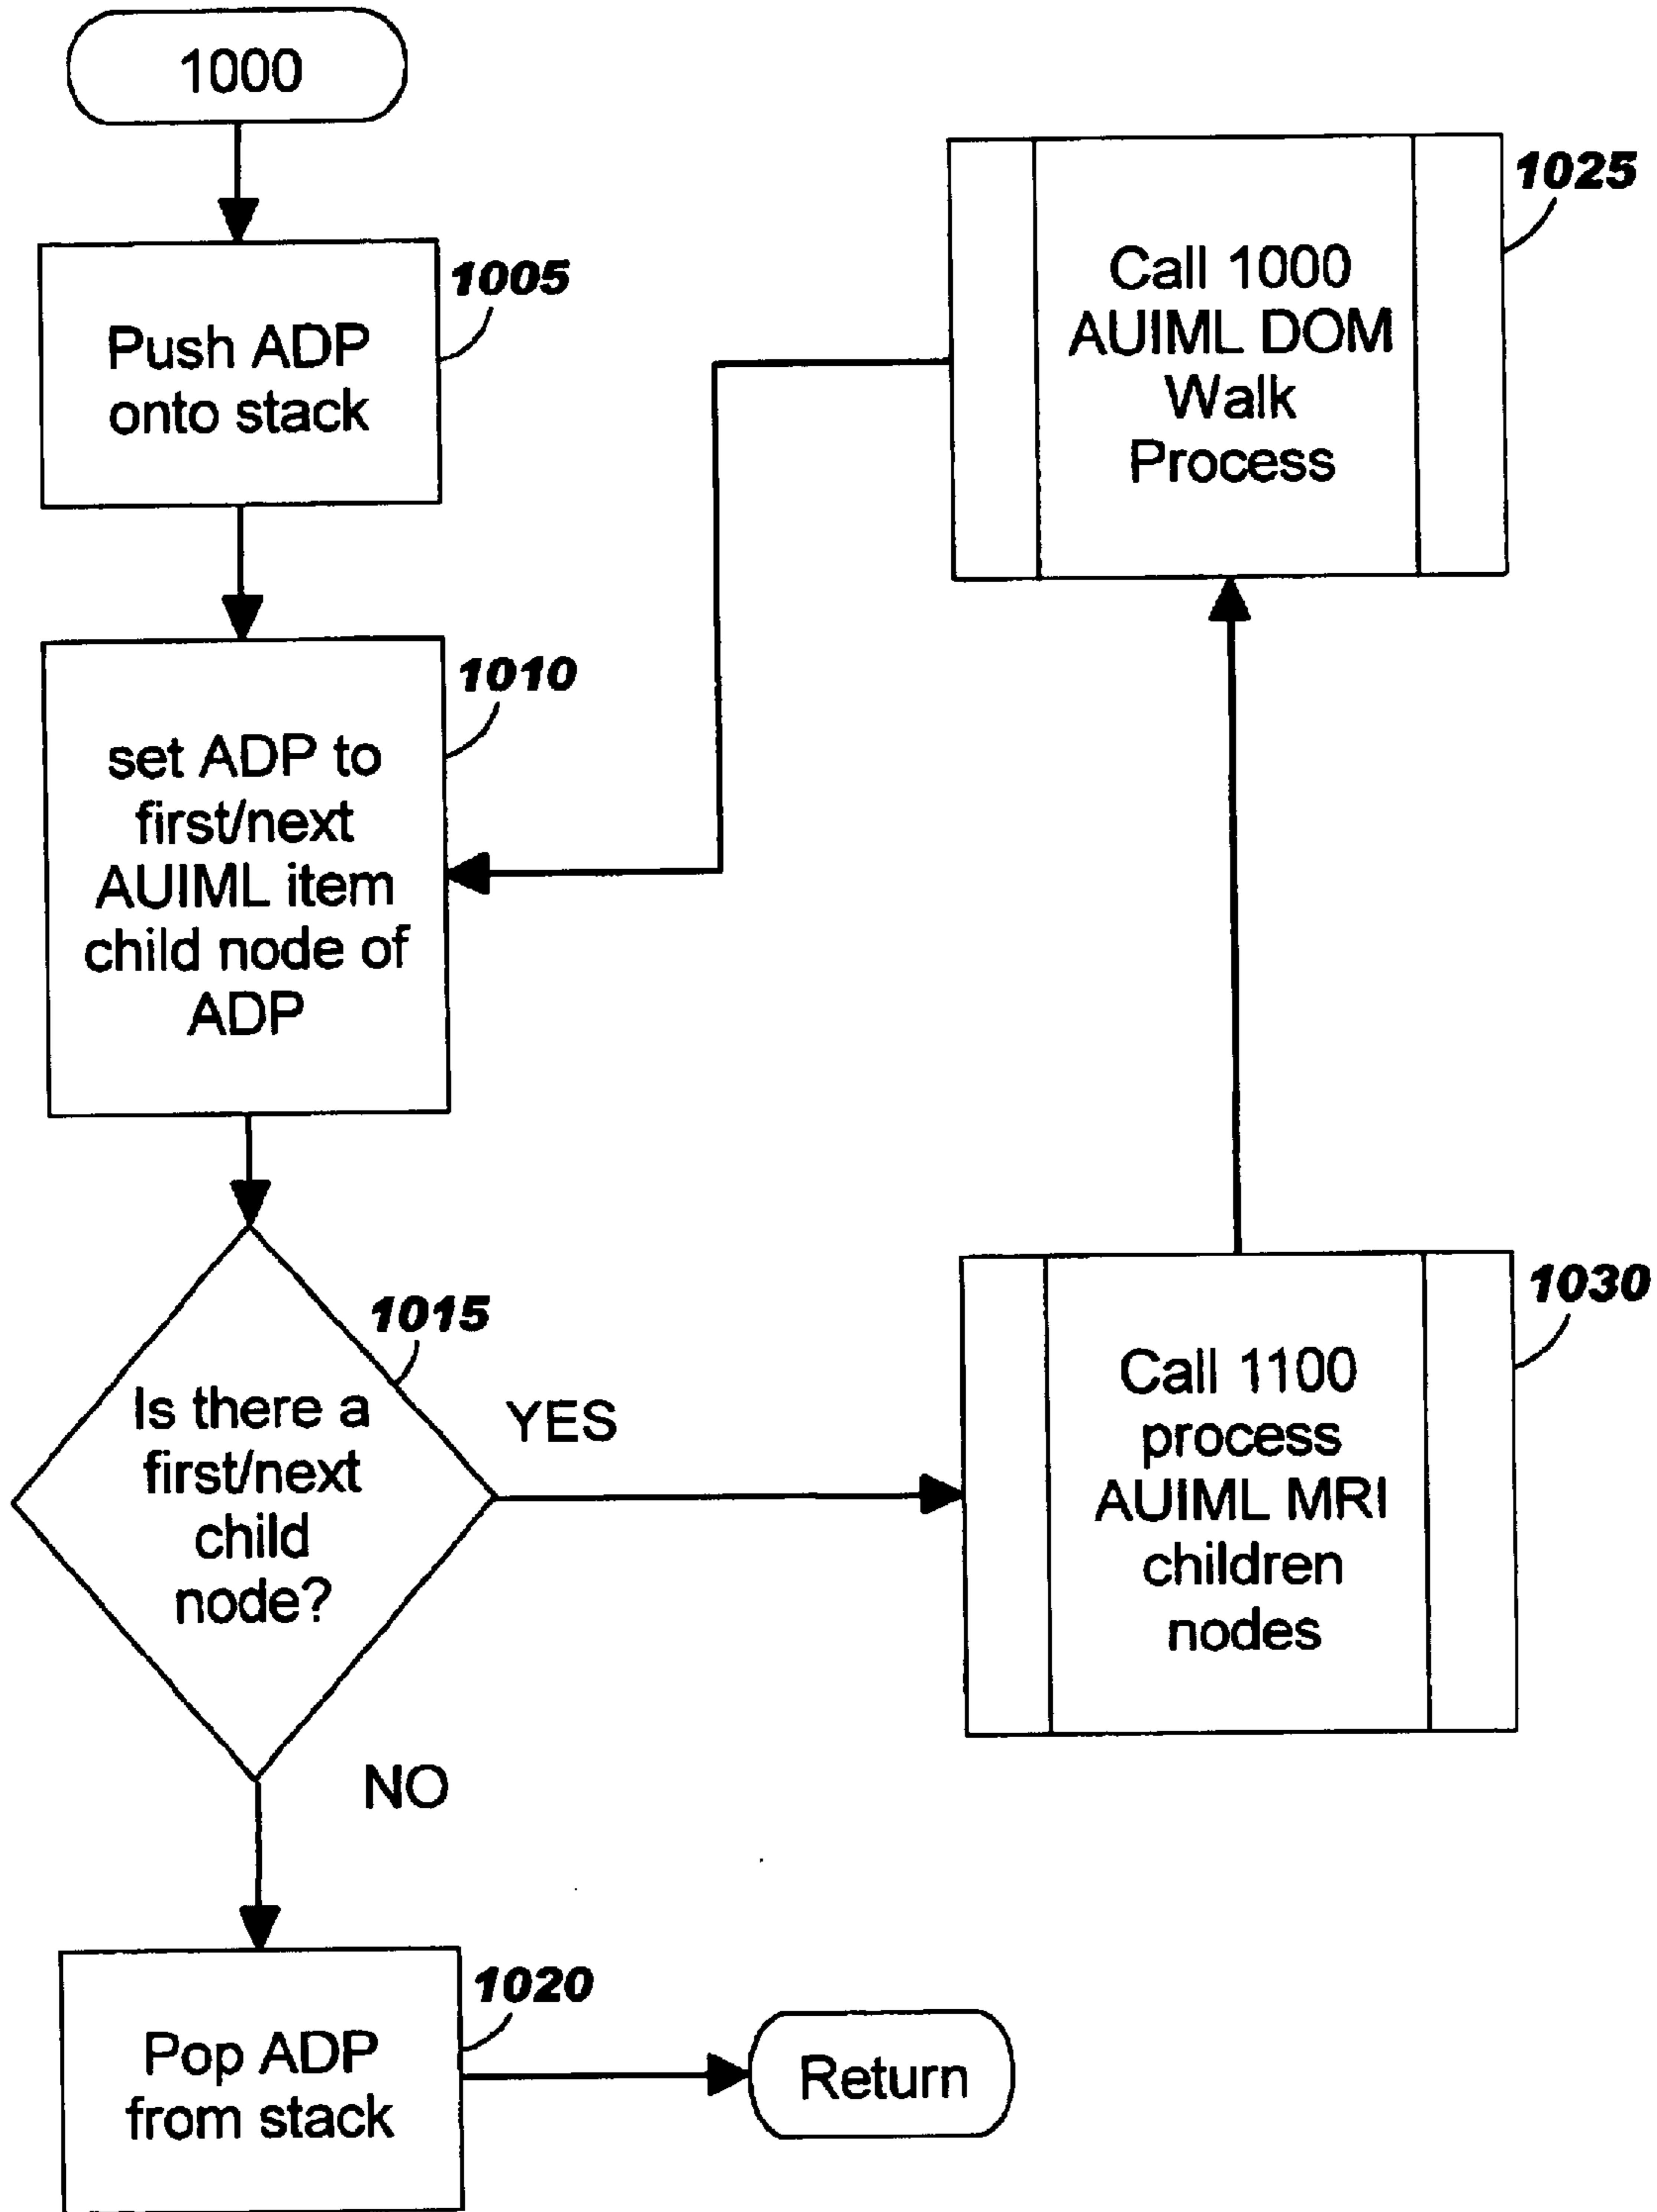 1000
1005
Push ADP
onto stack
1010
set ADP to
first/next
AUIML item
child node of
ADP
1015
Is there a
first/next
child
node?
YES
NO
1020
Pop ADP
from stack
Return
1025
Call 1000
AUIML DOM
Walk
Process
1030
Call 1100
process
AUIML MRI
children
nodes